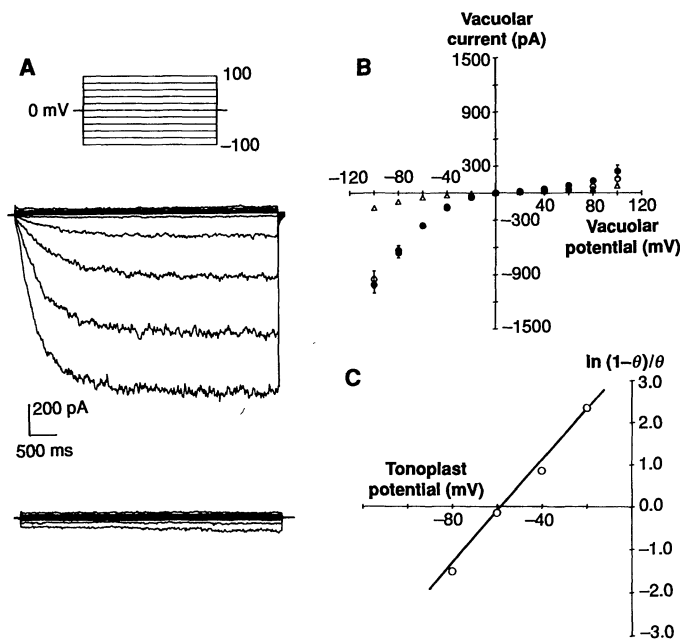 A
100
0 mV
−100
200 pA
500 ms
B
Vacuolar
current (pA)
1500
900
300
−120 −80 −40
40 80 120
−300
Vacuolar
potential (mV)
−900
−1500
C
ln (1−θ)/θ
3.0
2.0
1.0
Tonoplast
potential (mV)
0.0
−80 −40
−1.0
−2.0
−3.0